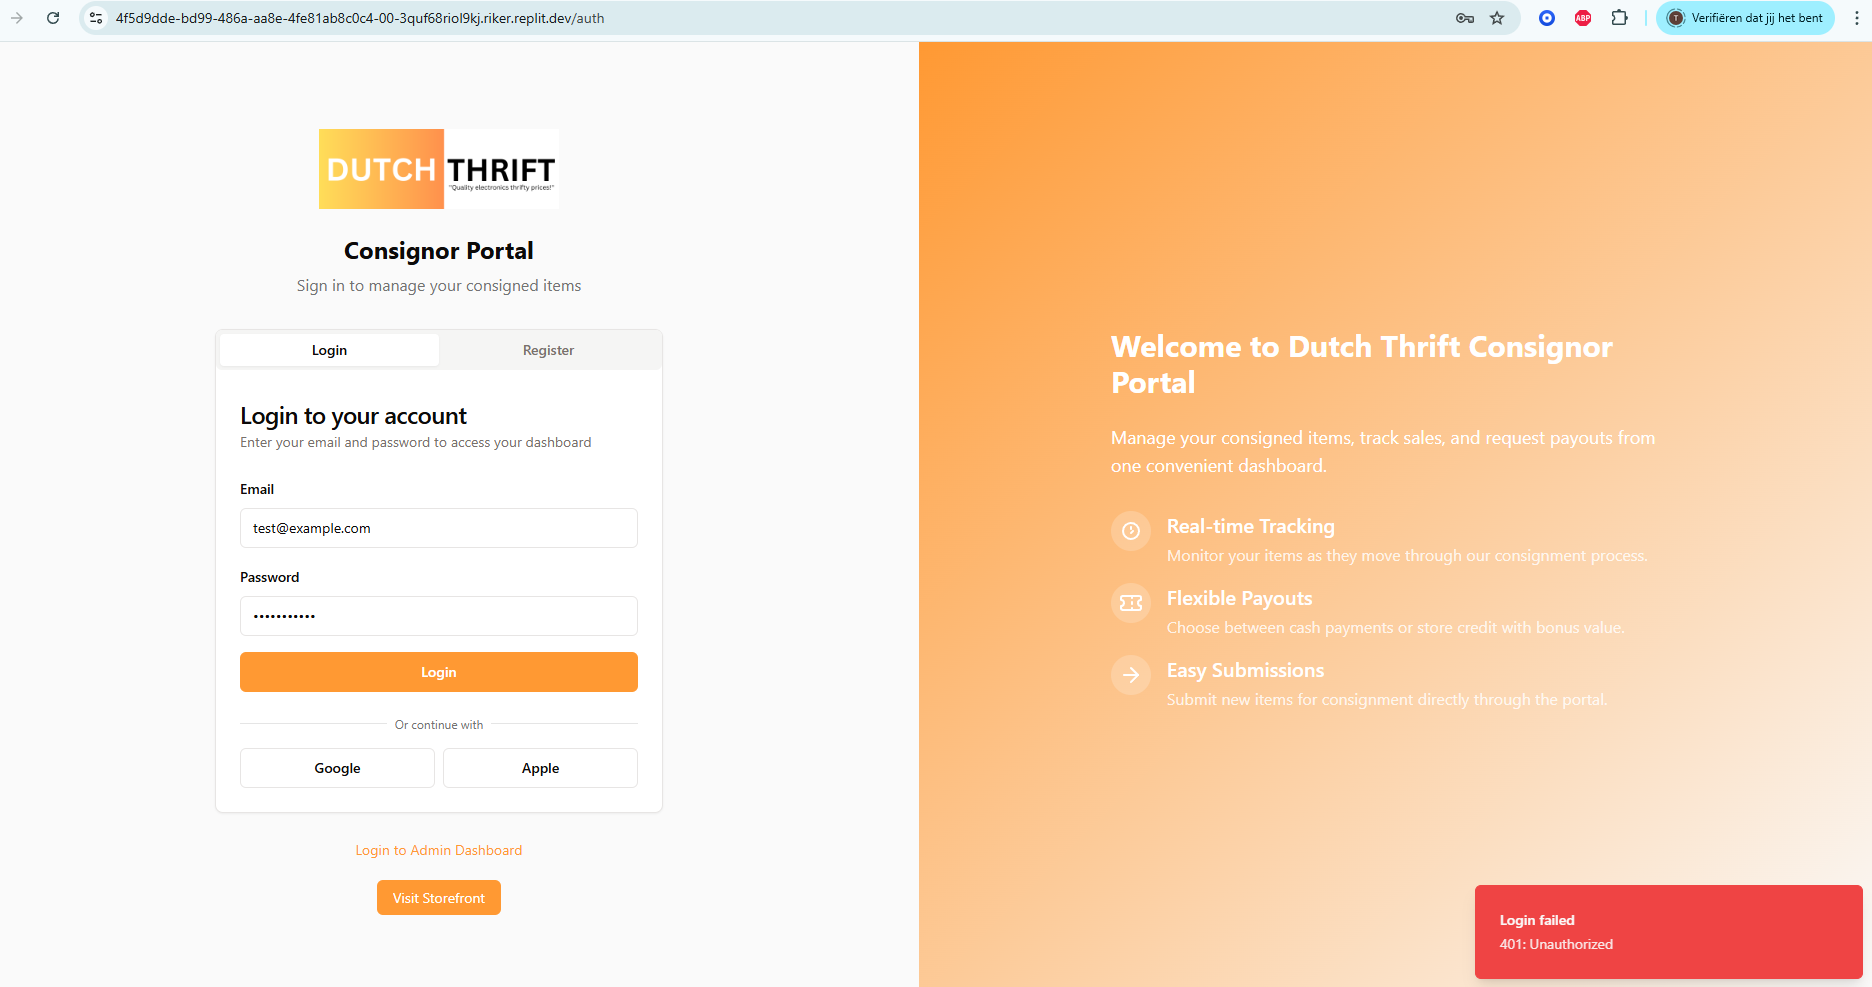 4f5d9dde-bd99-486a-aa8e-4fe81ab8c0c4-00-3quf68riol9kj.riker.replit.dev/auth
ABP
T
Verifiëren dat jij het bent
DUTCH THRIFT
"Quality electronics thrifty prices!"
Consignor Portal
Sign in to manage your consigned items
Login
Register
Login to your account
Enter your email and password to access your dashboard
Email
test@example.com
Password
•••••••••••
Login
Or continue with
Google
Apple
Login to Admin Dashboard
Visit Storefront
Welcome to Dutch Thrift Consignor
Portal
Manage your consigned items, track sales, and request payouts from
one convenient dashboard.
Real-time Tracking
Monitor your items as they move through our consignment process.
Flexible Payouts
Choose between cash payments or store credit with bonus value.
Easy Submissions
Submit new items for consignment directly through the portal.
Login failed
401: Unauthorized